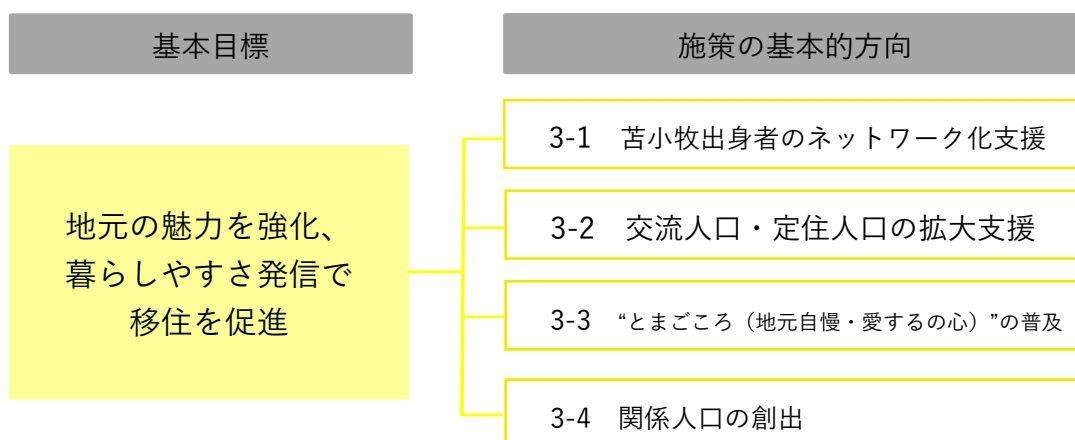 基本目標
施策の基本的方向
地元の魅力を強化、
暮らしやすさ発信で
移住を促進
3-1 苫小牧出身者のネットワーク化支援
3-2 交流人口・定住人口の拡大支援
3-3 “とまごころ（地元自慢・愛するの心）”の普及
3-4 関係人口の創出